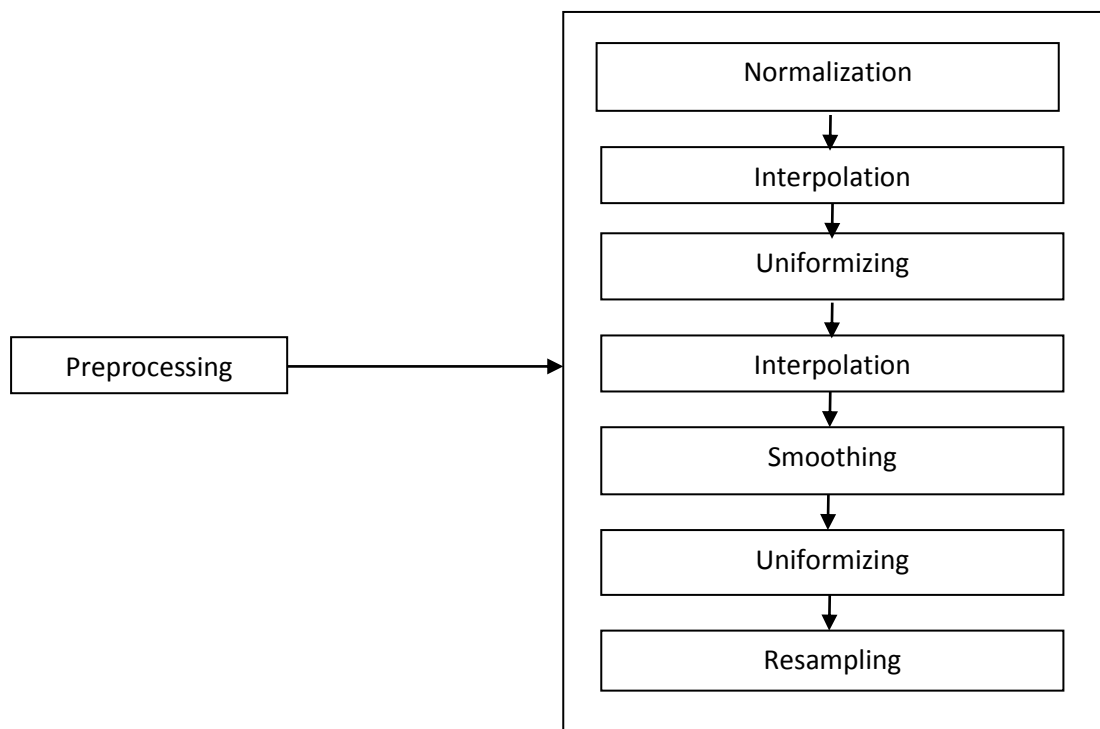 Normalization
Interpolation
Uniformizing
Preprocessing
Interpolation
Smoothing
Uniformizing
Resampling